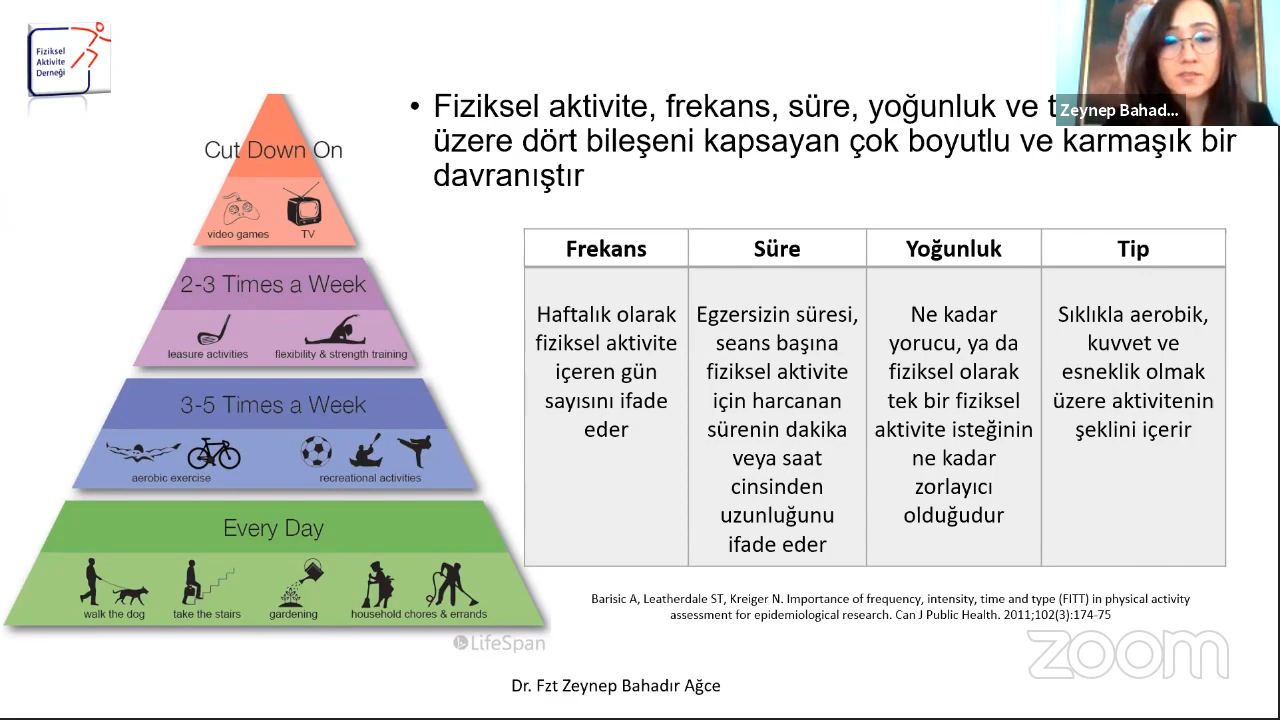 Fiziksel
Aktivite
Derneği
Zeynep Bahad...
• Fiziksel aktivite, frekans, süre, yoğunluk ve
üzere dört bileşeni kapsayan çok boyutlu ve karmaşık bir
davranıştır
Cut Down On
video games TV
2-3 Times a Week
leasure activities flexibility & strength training
3-5 Times a Week
aerobic exercise recreational activities
Every Day
walk the dog take the stairs gardening household chores & errands
LifeSpan
Frekans Süre Yoğunluk Tip
Haftalık olarak
fiziksel aktivite
içeren gün
sayısını ifade
eder
Egzersizin süresi,
seans başına
fiziksel aktivite
için harcanan
sürenin dakika
veya saat
cinsinden
uzunluğunu
ifade eder
Ne kadar
yorucu, ya da
fiziksel olarak
tek bir fiziksel
aktivite isteğinin
ne kadar
zorlayıcı
olduğudur
Sıklıkla aerobik,
kuvvet ve
esneklik olmak
üzere aktivitenin
şeklini içerir
Barisic A, Leatherdale ST, Kreiger N. Importance of frequency, intensity, time and type (FITT) in physical activity
assessment for epidemiological research. Can J Public Health. 2011;102(3):174-75
zoom
Dr. Fzt Zeynep Bahadır Ağce